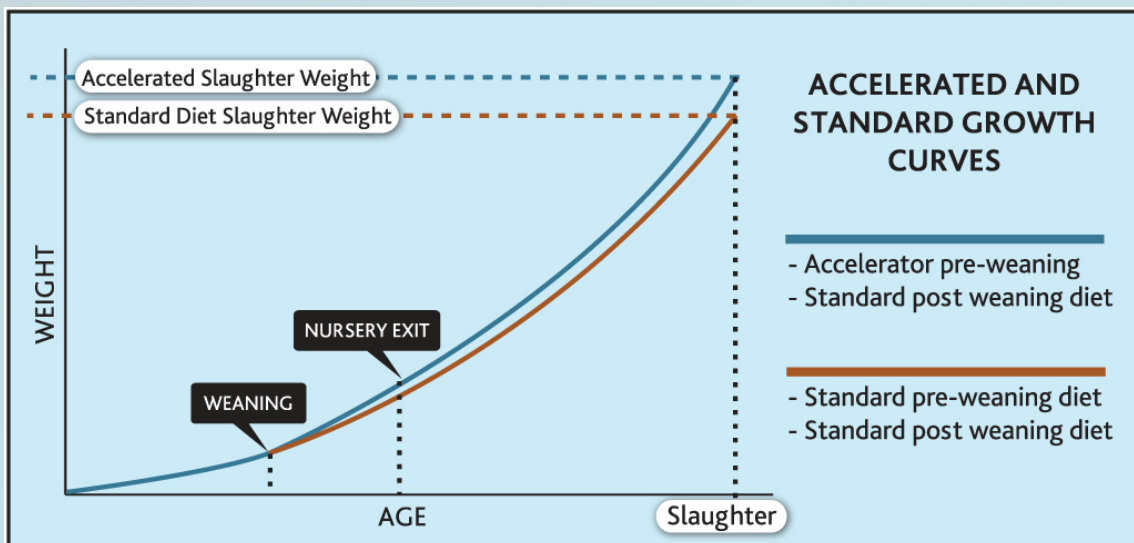 Accelerated Slaughter Weight
Standard Diet Slaughter Weight
ACCELERATED AND
STANDARD GROWTH
CURVES
WEIGHT
NURSERY EXIT
WEANING
- Accelerator pre-weaning
- Standard post weaning diet
- Standard pre-weaning diet
- Standard post weaning diet
AGE
Slaughter